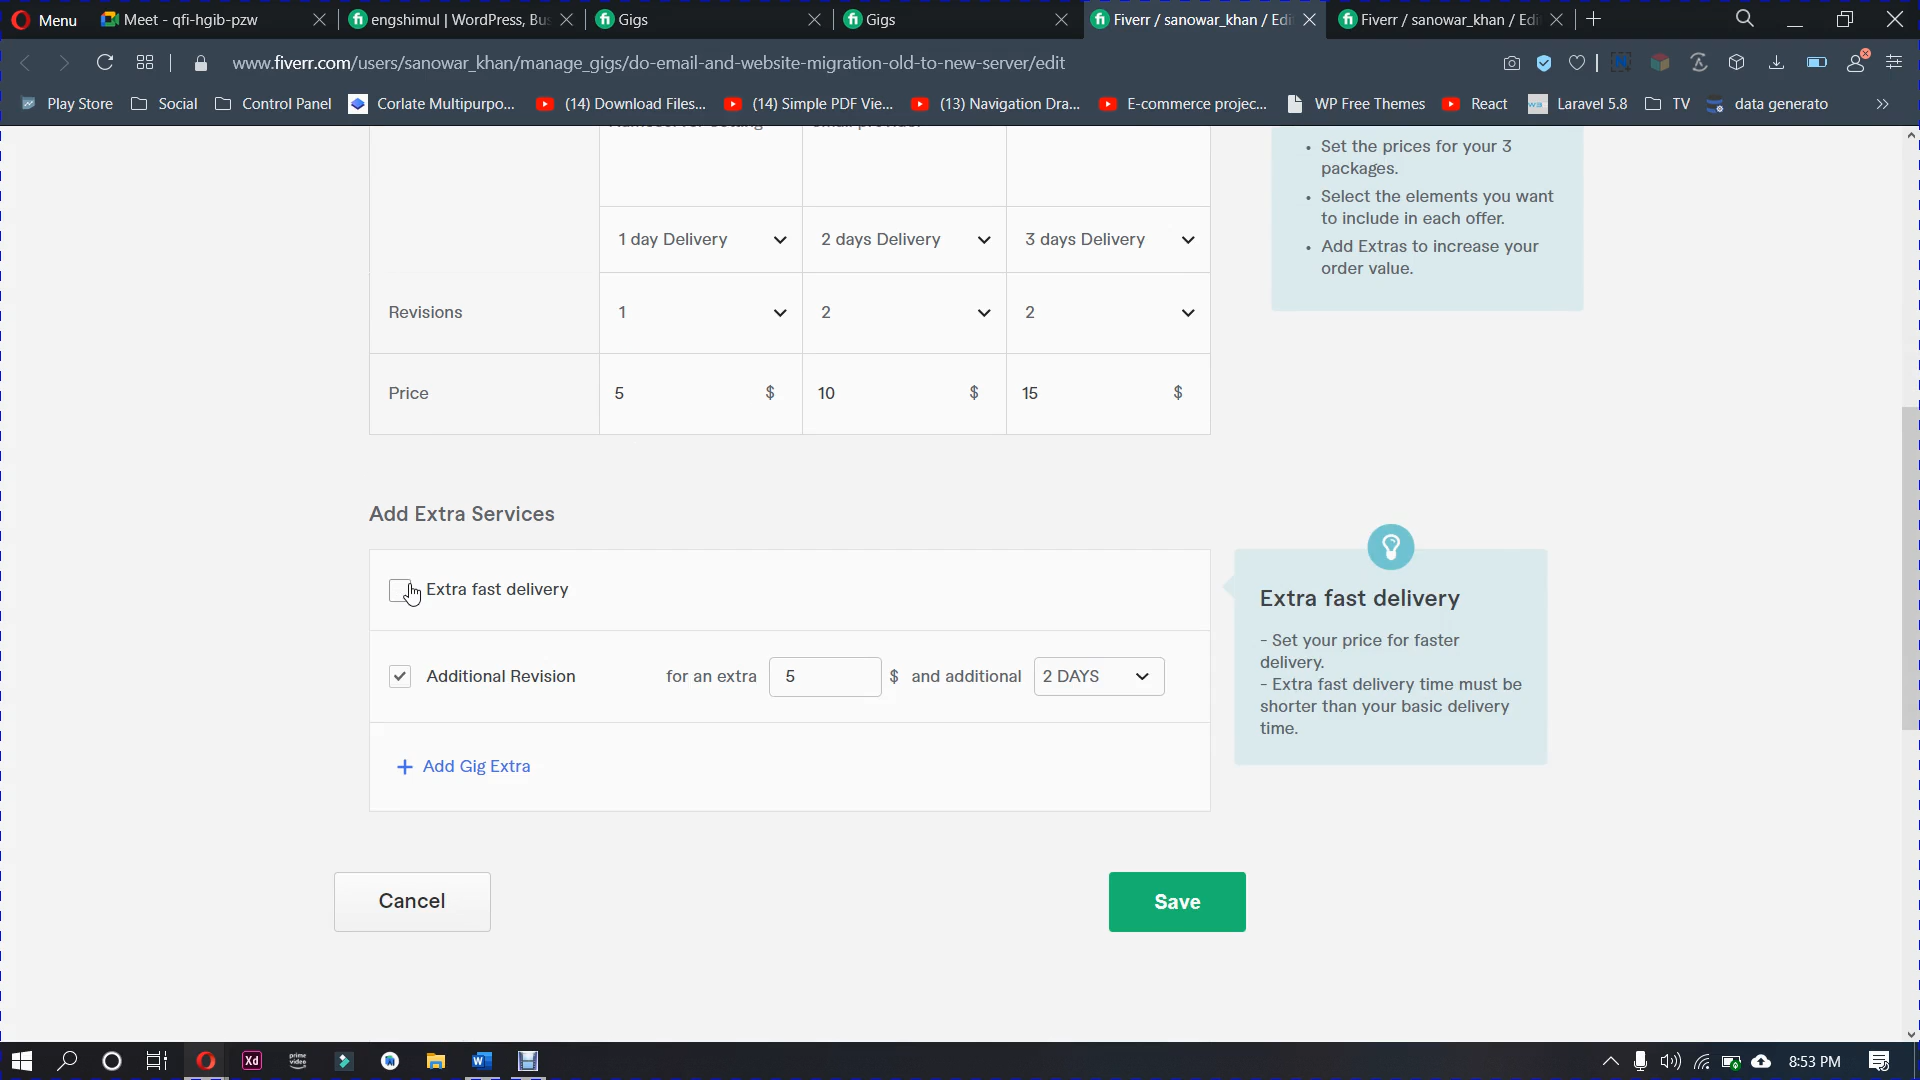 Menu
Meet - qfi-hgib-pzw
engshimul | WordPress, Bu
Gigs
Gigs
Fiverr / sanowar_khan / Edi
Fiverr / sanowar_khan / Edi
www.fiverr.com/users/sanowar_khan/manage_gigs/do-email-and-website-migration-old-to-new-server/edit
Play Store
Social
Control Panel
Corlate Multipurpo...
(14) Download Files...
(14) Simple PDF Vie...
(13) Navigation Dra...
E-commerce projec...
WP Free Themes
React
Laravel 5.8
TV
data generato
Set the prices for your 3
packages.
Select the elements you want
to include in each offer.
Add Extras to increase your
order value.
1 day Delivery
2 days Delivery
3 days Delivery
Revisions
1
2
2
Price
5 $
10 $
15 $
Add Extra Services
Extra fast delivery
Additional Revision for an extra 5 $ and additional 2 DAYS
+ Add Gig Extra
Extra fast delivery
- Set your price for faster
delivery.
- Extra fast delivery time must be
shorter than your basic delivery
time.
Cancel
Save
Xd
prime video
8:53 PM